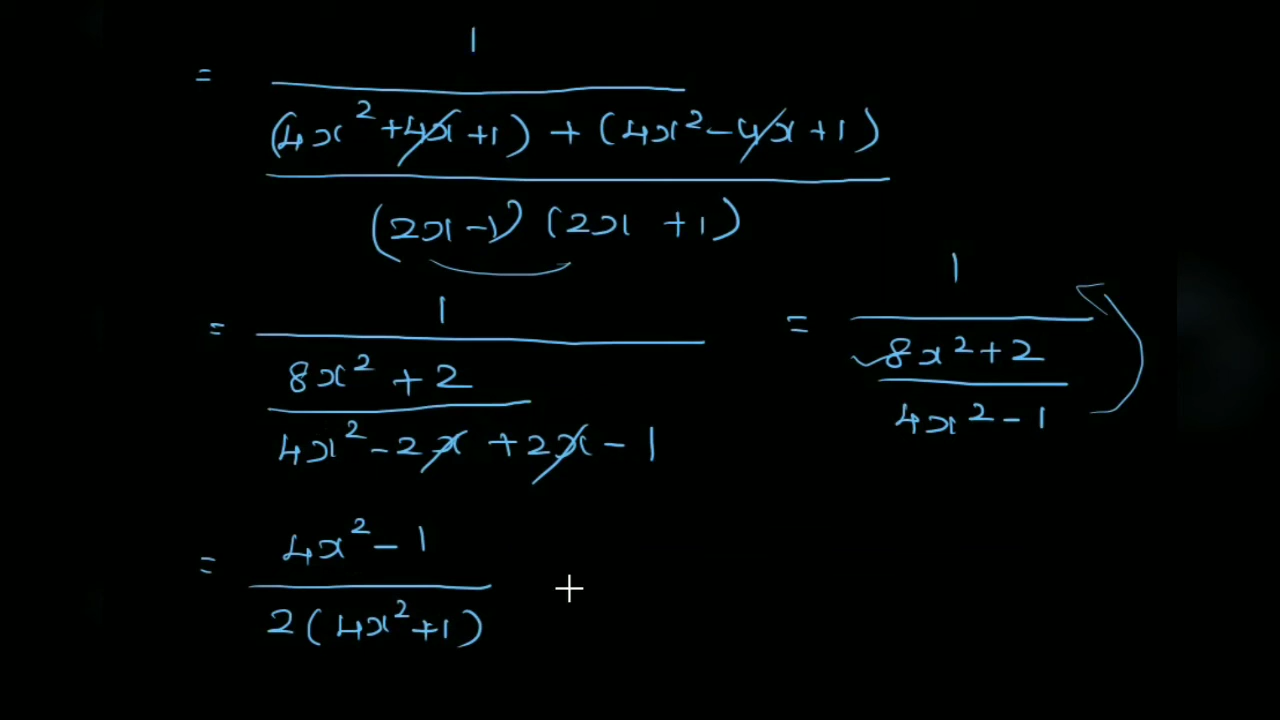 1
= (4x² + 4x + 1) + (4x² - 4x + 1)
(2x - 1) (2x + 1)
1
= 8x² + 2
4x² - 2x + 2x - 1
1
= 8x² + 2
4x² - 1
= 4x² - 1
2(4x² + 1)